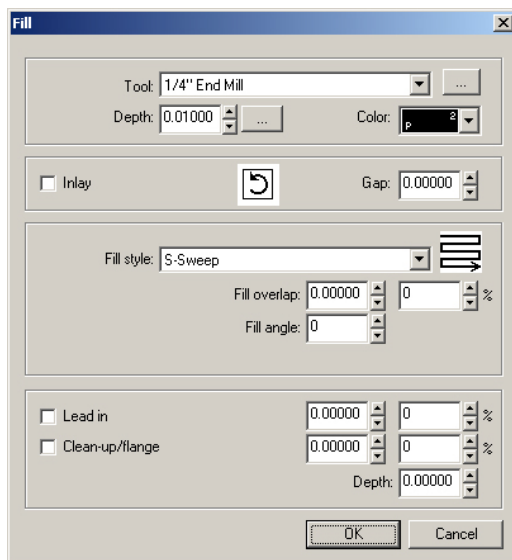 Fill
Tool: 1/4" End Mill ...
Depth: 0.01000 ... Color: P 2
Inlay Gap: 0.00000
Fill style: S-Sweep
Fill overlap: 0.00000 0 %
Fill angle: 0
Lead in 0.00000 0 %
Clean-up/flange 0.00000 0 %
Depth: 0.00000
OK Cancel